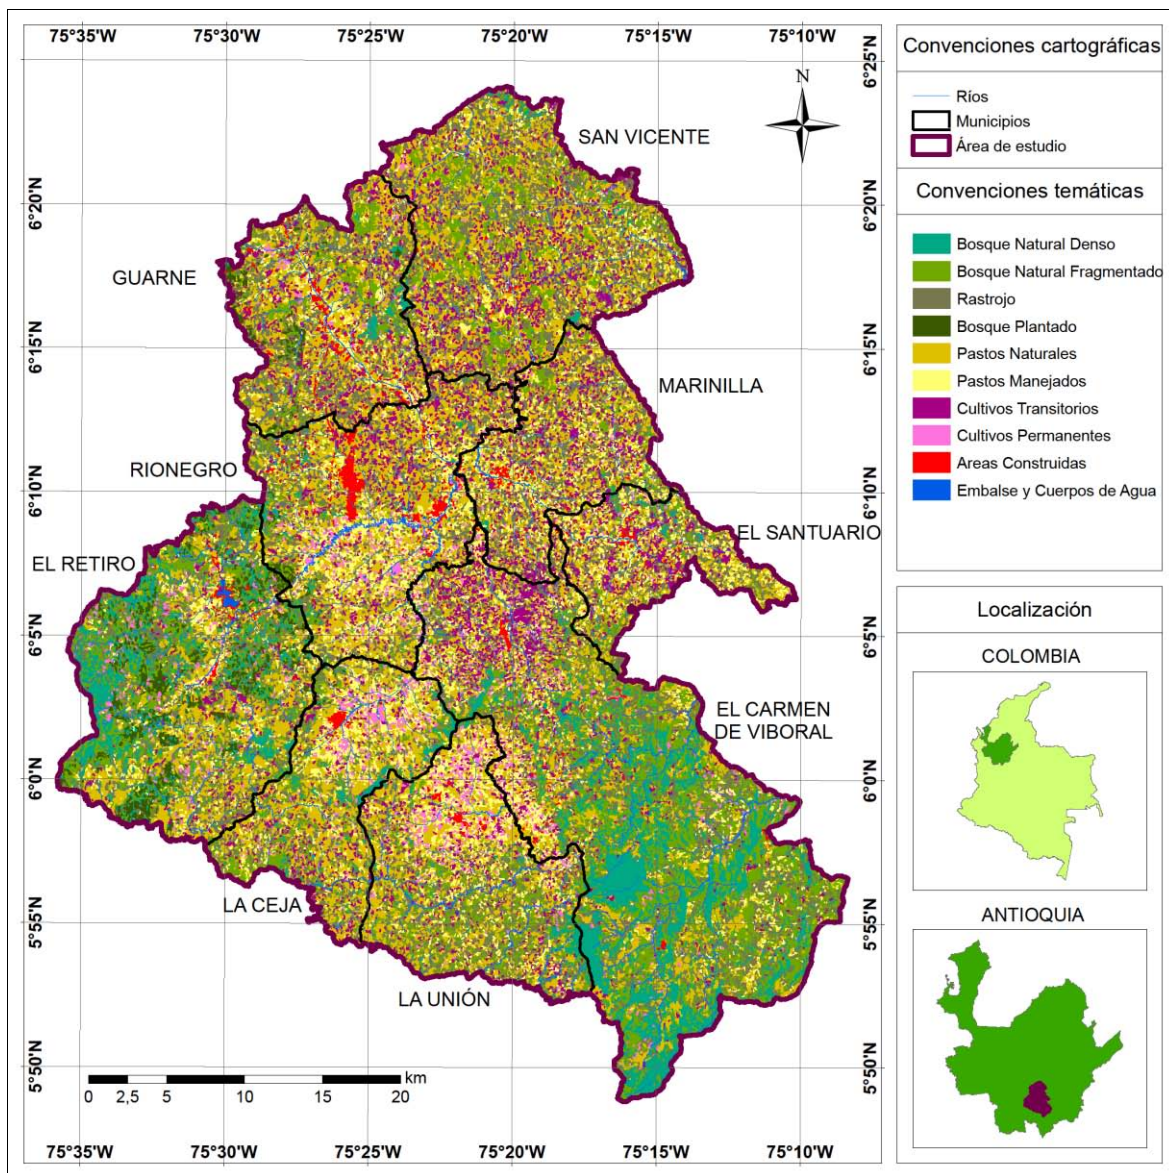 75°35'W 75°30'W 75°25'W 75°20'W 75°15'W 75°10'W
6°25'N 6°25'N
6°20'N 6°20'N
6°15'N 6°15'N
6°10'N 6°10'N
6°5'N 6°5'N
6°0'N 6°0'N
5°55'N 5°55'N
5°50'N 5°50'N
N
SAN VICENTE
GUARNE
MARINILLA
RIONEGRO
EL SANTUARIO
EL RETIRO
EL CARMEN
DE VIBORAL
LA CEJA
LA UNIÓN
km
0 2,5 5 10 15 20
75°35'W 75°30'W 75°25'W 75°20'W 75°15'W 75°10'W
Convenciones cartográficas
Ríos
Municipios
Área de estudio
Convenciones temáticas
Bosque Natural Denso
Bosque Natural Fragmentado
Rastrojo
Bosque Plantado
Pastos Naturales
Pastos Manejados
Cultivos Transitorios
Cultivos Permanentes
Areas Construidas
Embalse y Cuerpos de Agua
Localización
COLOMBIA
ANTIOQUIA